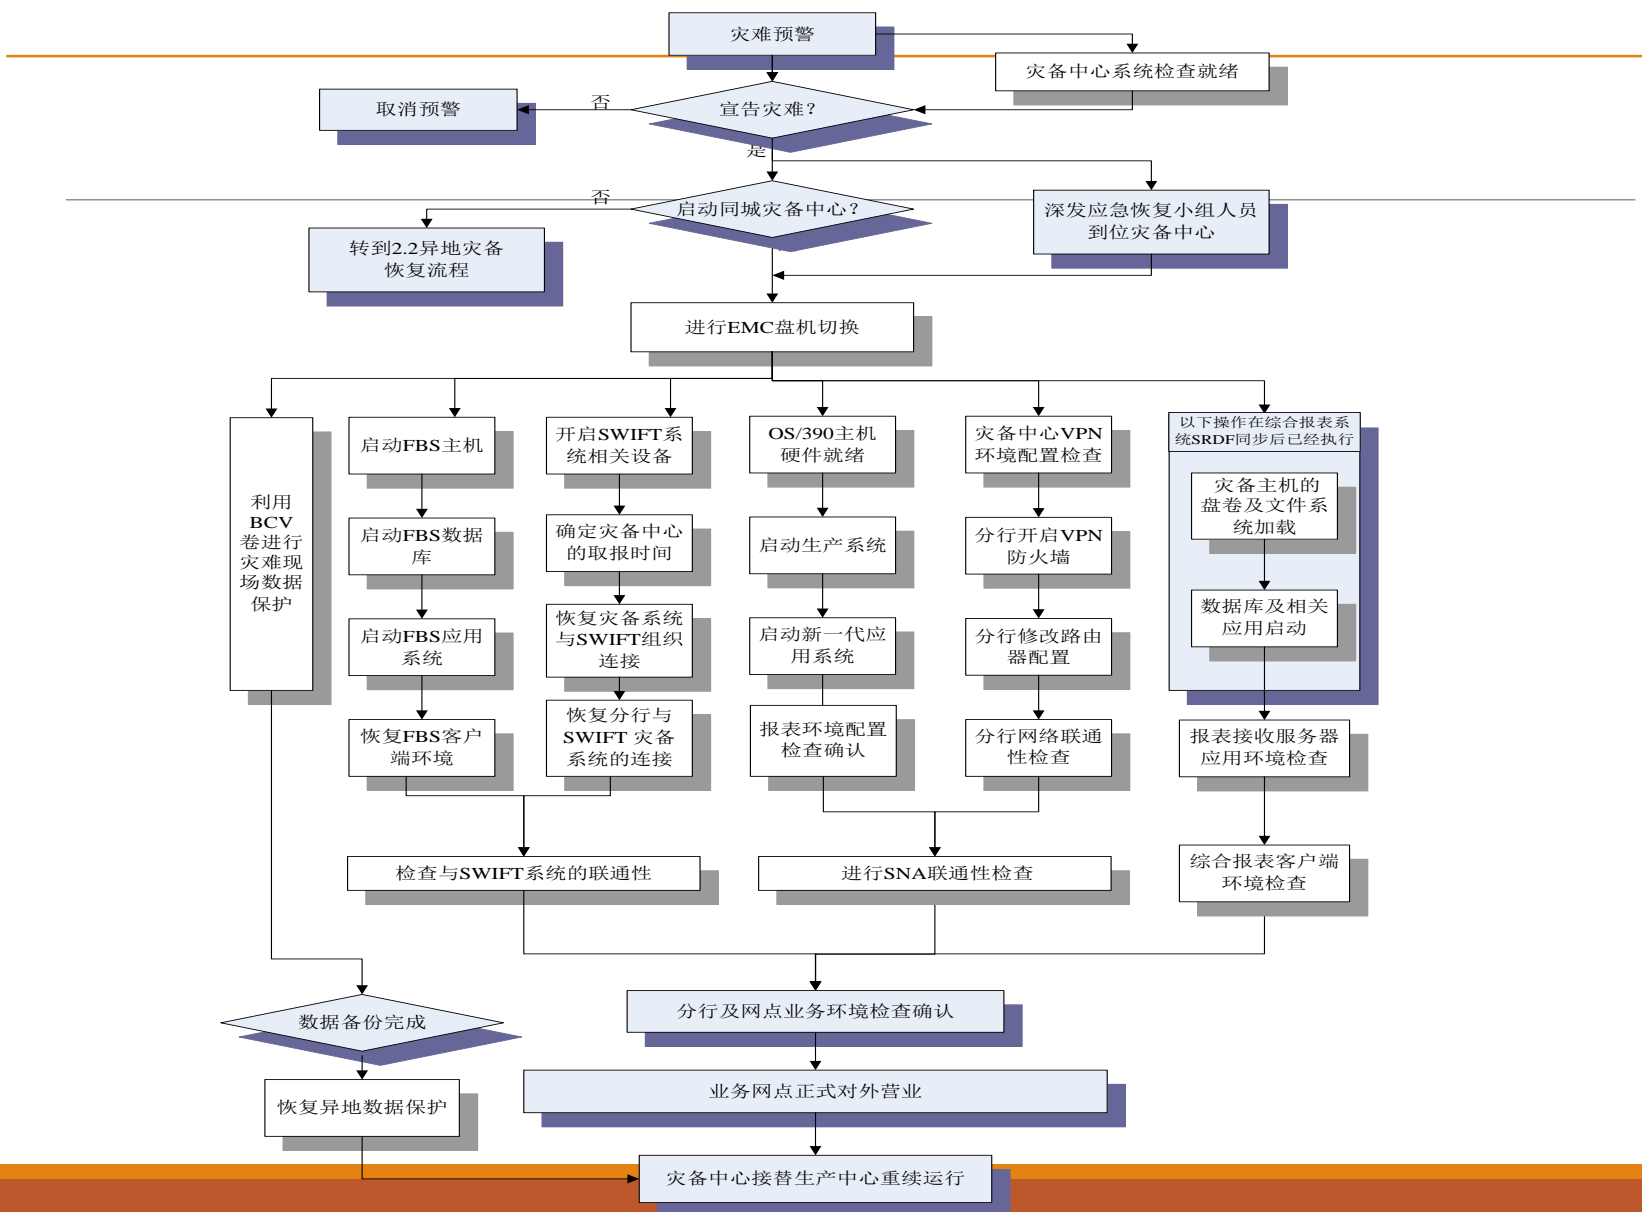 灾难预警
灾备中心系统检查就绪
取消预警
否
宣告灾难？
是
否
启动同城灾备中心？
深发应急恢复小组人员
到位灾备中心
转到2.2异地灾备
恢复流程
进行EMC盘机切换
利用
BCV
卷进行
灾难现
场数据
保护
启动FBS主机
启动FBS数据
库
启动FBS应用
系统
恢复FBS客户
端环境
开启SWIFT系
统相关设备
确定灾备中心
的取报时间
恢复灾备系统
与SWIFT组织
连接
恢复分行与
SWIFT 灾备
系统的连接
OS/390主机
硬件就绪
启动生产系统
启动新一代应
用系统
报表环境配置
检查确认
灾备中心VPN
环境配置检查
分行开启VPN
防火墙
分行修改路由
器配置
分行网络联通
性检查
以下操作在综合报表系
统SRDF同步后已经执行
灾备主机的
盘卷及文件系
统加载
数据库及相关
应用启动
报表接收服务器
应用环境检查
综合报表客户端
环境检查
检查与SWIFT系统的联通性
进行SNA联通性检查
数据备份完成
分行及网点业务环境检查确认
恢复异地数据保护
业务网点正式对外营业
灾备中心接替生产中心重续运行